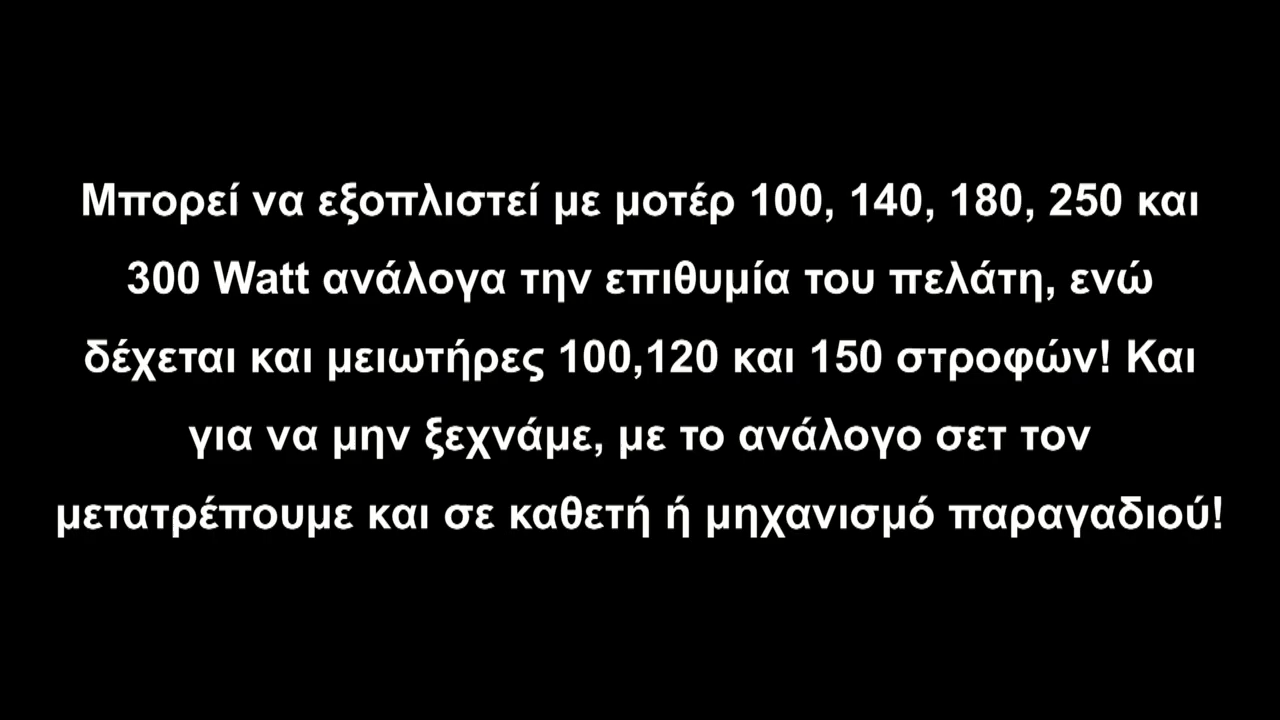 Μπορεί να εξοπλιστεί με μοτέρ 100, 140, 180, 250 και
300 Watt ανάλογα την επιθυμία του πελάτη, ενώ
δέχεται και μειωτήρες 100,120 και 150 στροφών! Και
για να μην ξεχνάμε, με το ανάλογο σετ τον
μετατρέπουμε και σε καθετή ή μηχανισμό παραγαδιού!